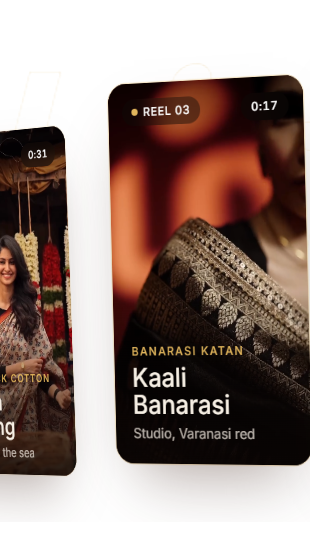 0:31
K COTTON
ng
the sea
REEL 03
0:17
BANARASI KATAN
Kaali
Banarasi
Studio, Varanasi red